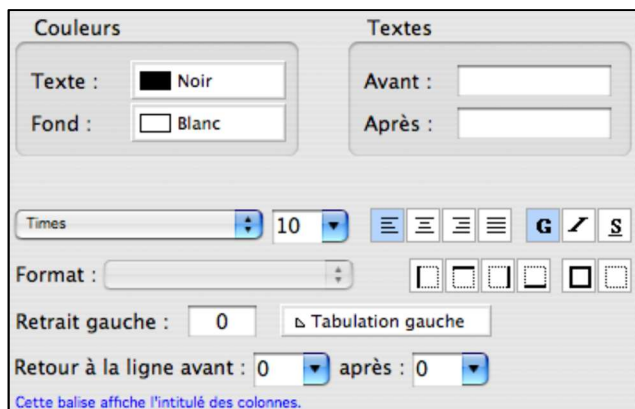 Couleurs Textes
Texte : Noir Avant :
Fond : Blanc Après :
Times 10 G I S
Format :
Retrait gauche : 0 Tabulation gauche
Retour à la ligne avant : 0 après : 0
Cette balise affiche l'intitulé des colonnes.